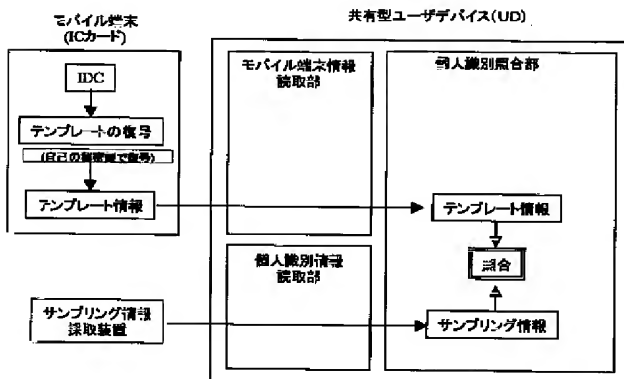 モバイル端末
(ICカード)
共有型ユーザデバイス(UD)
IDC
テンプレートの復号
(自己の秘密鍵で復号)
テンプレート情報
モバイル端末情報
読取部
個人識別照合部
テンプレート情報
照合
個人識別情報
読取部
サンプリング情報
採取装置
サンプリング情報